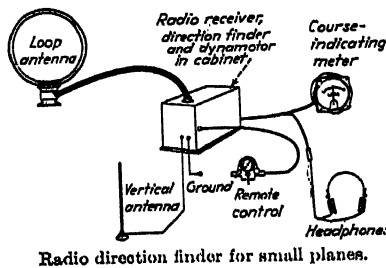 Loop
antenna
Radio receiver,
direction finder
and dynamotor
in cabinet
Course-
indicating
meter
Vertical
antenna
Ground
Remote
control
Headphones
Radio direction finder for small planes.